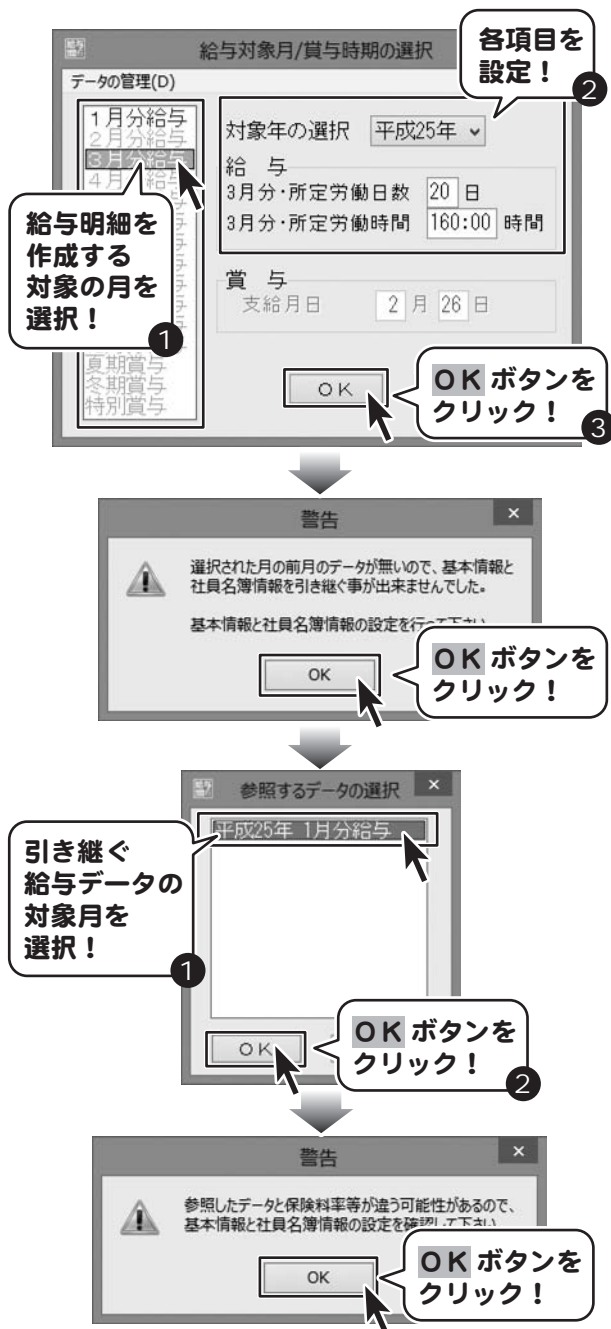 給与対象月/賞与時期の選択
データの管理(D)
各項目を
設定！
2
1月分給与
2月分給与
3月分給与
4月分給与
夏期賞与
冬期賞与
特別賞与
給与明細を
作成する
対象の月を
選択！
1
対象年の選択 平成25年
給 与
3月分・所定労働日数 20 日
3月分・所定労働時間 160:00 時間
賞 与
支給月日 2 月 26 日
OK
OK ボタンを
クリック！
3
警告
選択された月の前月のデータが無いので、基本情報と
社員名簿情報を引き継ぐ事が出来ませんでした。
基本情報と社員名簿情報の設定を行って下さい
OK
OK ボタンを
クリック！
参照するデータの選択
平成25年 1月分給与
引き継ぐ
給与データの
対象月を
選択！
1
OK
OK ボタンを
クリック！
2
警告
参照したデータと保険料率等が違う可能性があるので、
基本情報と社員名簿情報の設定を確認して下さい
OK
OK ボタンを
クリック！